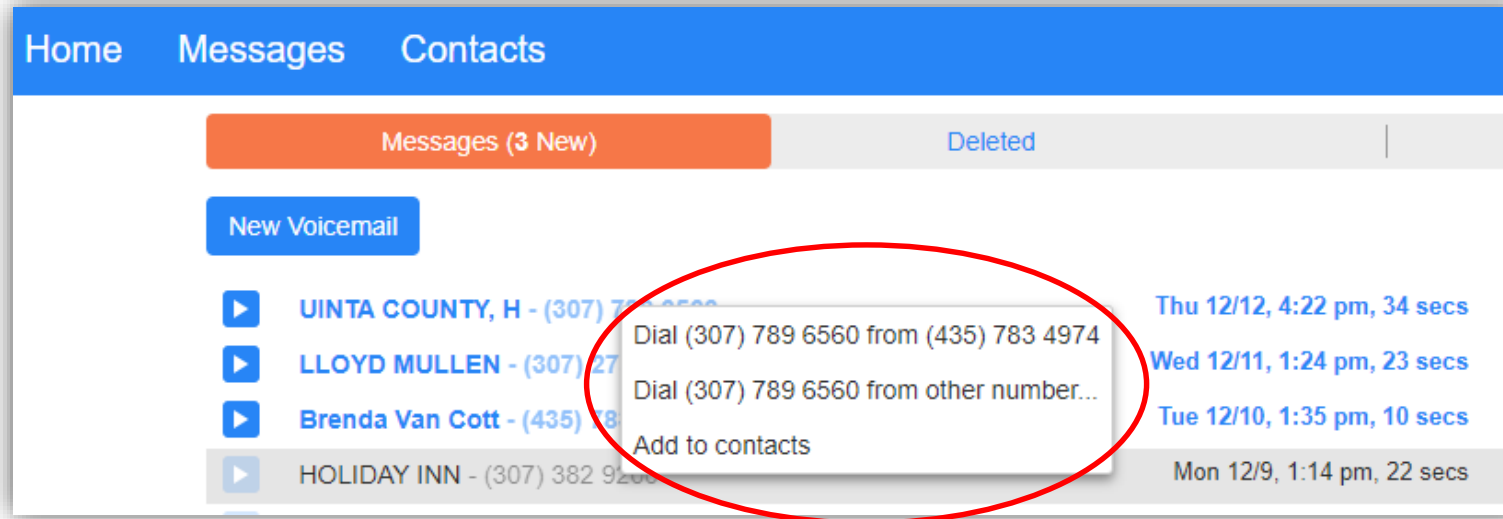 Home Messages Contacts
Messages (3 New) Deleted
New Voicemail
UINTA COUNTY, H - (307)
Thu 12/12, 4:22 pm, 34 secs
Dial (307) 789 6560 from (435) 783 4974
LLOYD MULLEN - (307) 27
Wed 12/11, 1:24 pm, 23 secs
Dial (307) 789 6560 from other number...
Brenda Van Cott - (435) 78
Tue 12/10, 1:35 pm, 10 secs
Add to contacts
HOLIDAY INN - (307) 382
Mon 12/9, 1:14 pm, 22 secs